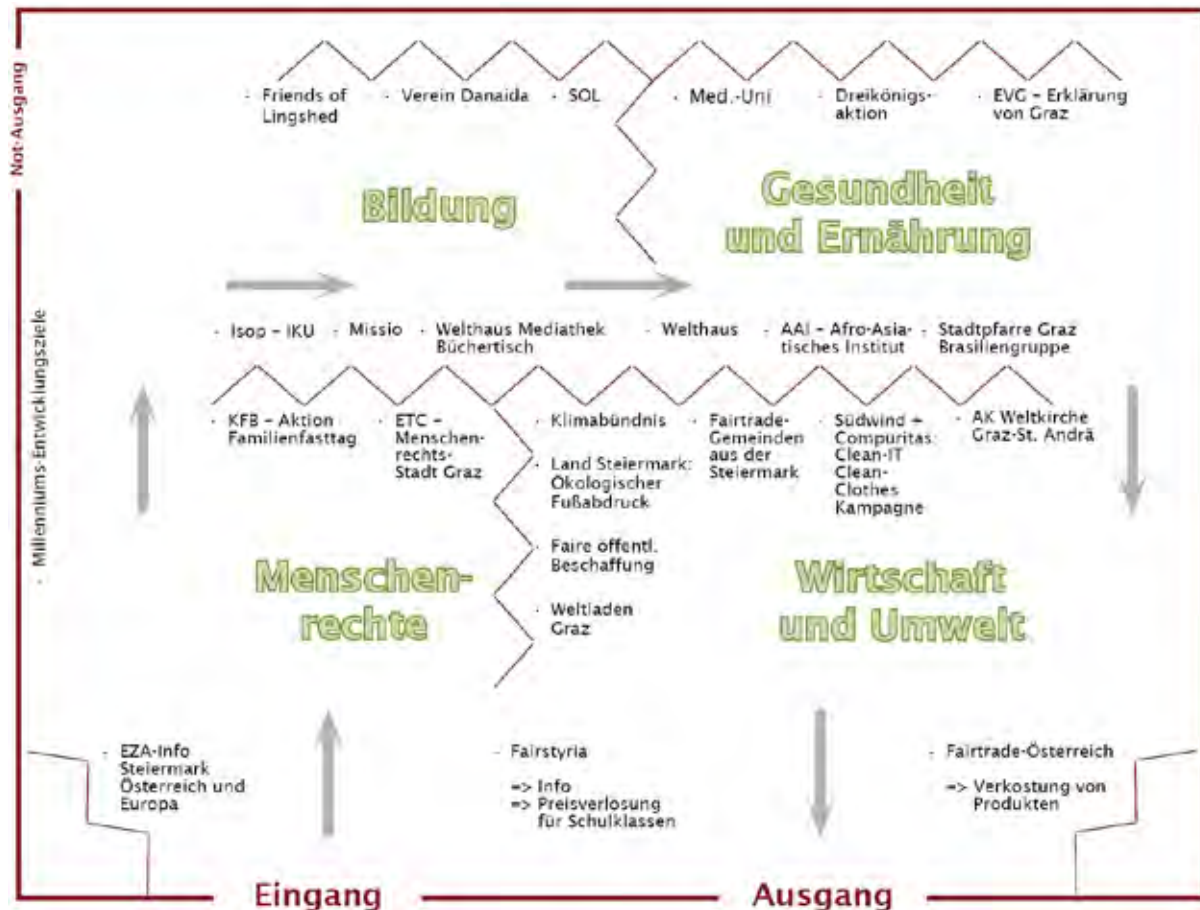 Not-Ausgang
· Friends of
Lingshed
· Verein Danaida
· SOL
· Med.-Uni
· Dreikönigs-
aktion
· EVG – Erklärung
von Graz
Bildung
Gesundheit
und Ernährung
· Millenniums-Entwicklungsziele
· Isop – IKU
· Missio
· Welthaus Mediathek
Büchertisch
· Welthaus
· AAI – Afro-Asia-
tisches Institut
· Stadtpfarre Graz
Brasiliengruppe
· KFB – Aktion
Familienfasttag
· ETC –
Menschen-
rechts-
Stadt Graz
· Klimabündnis
· Land Steiermark:
Ökologischer
Fußabdruck
· Faire öffentl.
Beschaffung
· Weltladen
Graz
· Fairtrade-
Gemeinden
aus der
Steiermark
· Südwind +
Compuritas:
Clean-IT
Clean-
Clothes
Kampagne
· AK Weltkirche
Graz-St. Andrä
Menschen-
rechte
Wirtschaft
und Umwelt
· EZA-Info
Steiermark
Österreich und
Europa
· Fairstyria
=> Info
=> Preisverlosung
für Schulklassen
· Fairtrade-Österreich
=> Verkostung von
Produkten
Eingang
Ausgang